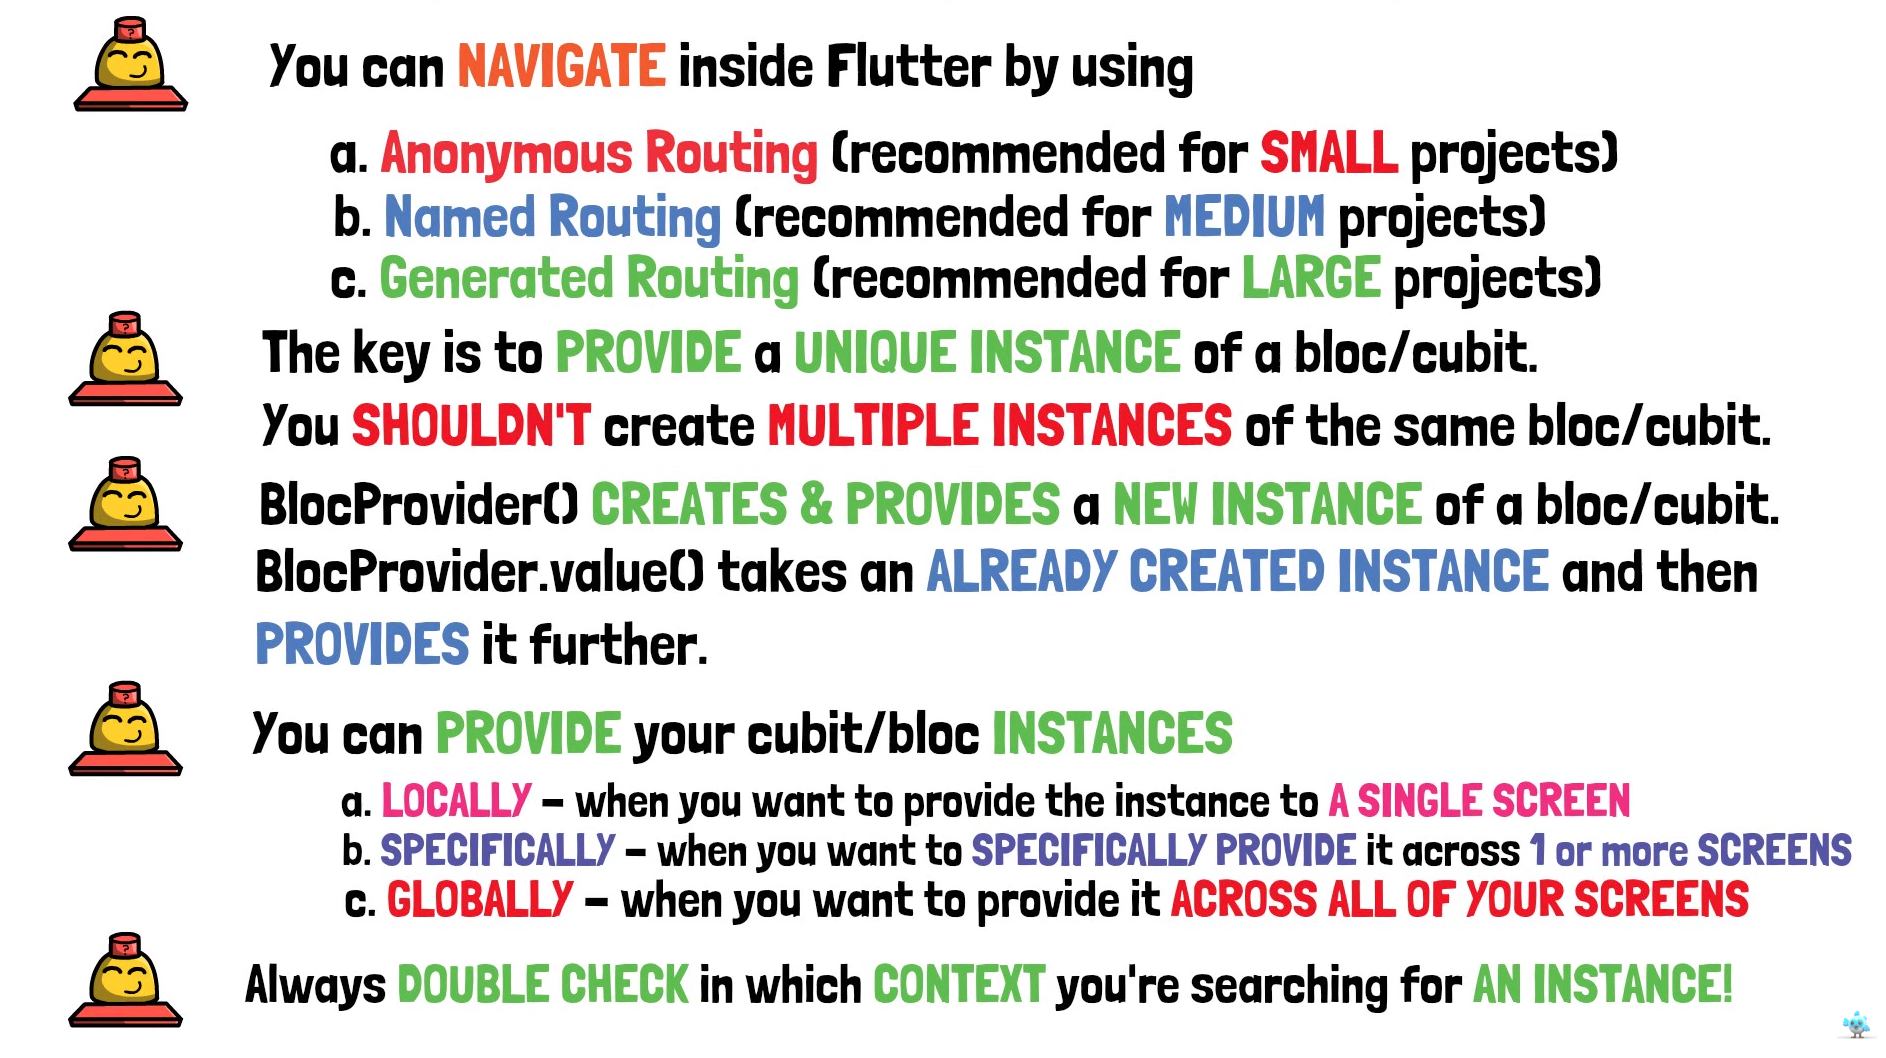 You can NAVIGATE inside Flutter by using
a. Anonymous Routing (recommended for SMALL projects)
b. Named Routing (recommended for MEDIUM projects)
c. Generated Routing (recommended for LARGE projects)
The key is to PROVIDE a UNIQUE INSTANCE of a bloc/cubit.
You SHOULDN'T create MULTIPLE INSTANCES of the same bloc/cubit.
BlocProvider() CREATES & PROVIDES a NEW INSTANCE of a bloc/cubit.
BlocProvider.value() takes an ALREADY CREATED INSTANCE and then
PROVIDES it further.
You can PROVIDE your cubit/bloc INSTANCES
a. LOCALLY – when you want to provide the instance to A SINGLE SCREEN
b. SPECIFICALLY – when you want to SPECIFICALLY PROVIDE it across 1 or more SCREENS
c. GLOBALLY – when you want to provide it ACROSS ALL OF YOUR SCREENS
Always DOUBLE CHECK in which CONTEXT you're searching for AN INSTANCE!